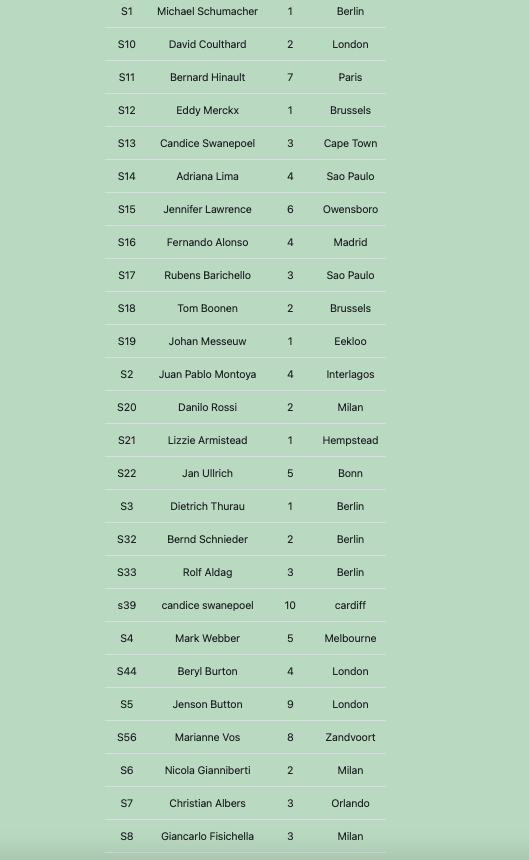 S1 Michael Schumacher 1 Berlin
S10 David Coulthard 2 London
S11 Bernard Hinault 7 Paris
S12 Eddy Merckx 1 Brussels
S13 Candice Swanepoel 3 Cape Town
S14 Adriana Lima 4 Sao Paulo
S15 Jennifer Lawrence 6 Owensboro
S16 Fernando Alonso 4 Madrid
S17 Rubens Barichello 3 Sao Paulo
S18 Tom Boonen 2 Brussels
S19 Johan Messeuw 1 Eekloo
S2 Juan Pablo Montoya 4 Interlagos
S20 Danilo Rossi 2 Milan
S21 Lizzie Armistead 1 Hempstead
S22 Jan Ullrich 5 Bonn
S3 Dietrich Thurau 1 Berlin
S32 Bernd Schnieder 2 Berlin
S33 Rolf Aldag 3 Berlin
s39 candice swanepoel 10 cardiff
S4 Mark Webber 5 Melbourne
S44 Beryl Burton 4 London
S5 Jenson Button 9 London
S56 Marianne Vos 8 Zandvoort
S6 Nicola Gianniberti 2 Milan
S7 Christian Albers 3 Orlando
S8 Giancarlo Fisichella 3 Milan